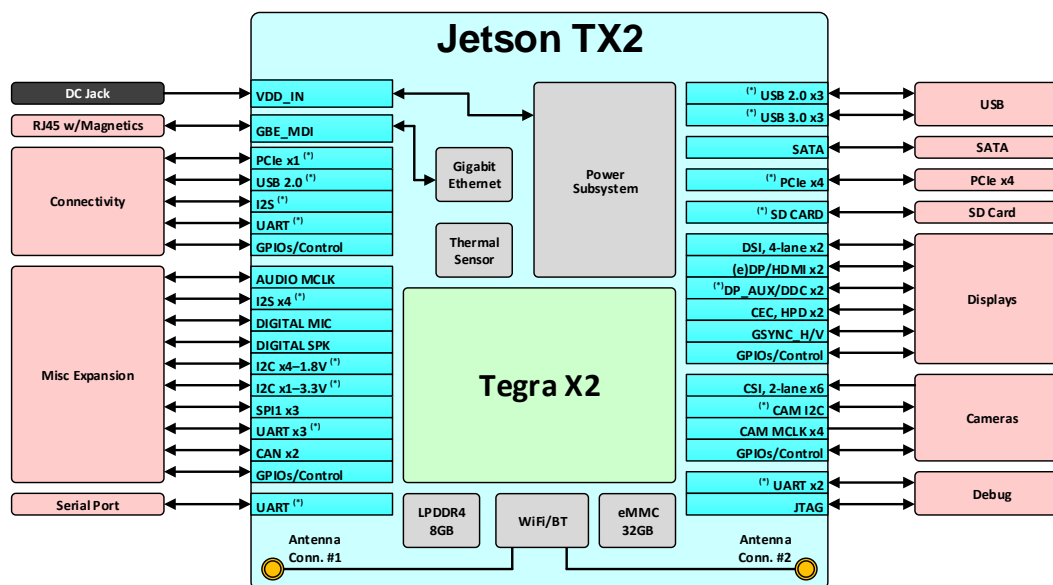 Jetson TX2
DC Jack
RJ45 w/Magnetics
Connectivity
Misc Expansion
Serial Port
VDD_IN
GBE_MDI
PCIe x1 (*)
USB 2.0 (*)
I2S (*)
UART (*)
GPIOs/Control
AUDIO MCLK
I2S x4 (*)
DIGITAL MIC
DIGITAL SPK
I2C x4–1.8V (*)
I2C x1–3.3V (*)
SPI1 x3
UART x3 (*)
CAN x2
GPIOs/Control
UART (*)
Gigabit
Ethernet
Thermal
Sensor
Power
Subsystem
Tegra X2
LPDDR4
8GB
WiFi/BT
eMMC
32GB
Antenna
Conn. #1
Antenna
Conn. #2
(*) USB 2.0 x3
(*) USB 3.0 x3
SATA
(*) PCIe x4
(*) SD CARD
DSI, 4-lane x2
(e)DP/HDMI x2
(*)DP_AUX/DDC x2
CEC, HPD x2
GSYNC_H/V
GPIOs/Control
CSI, 2-lane x6
(*) CAM I2C
CAM MCLK x4
GPIOs/Control
(*) UART x2
JTAG
USB
SATA
PCIe x4
SD Card
Displays
Cameras
Debug